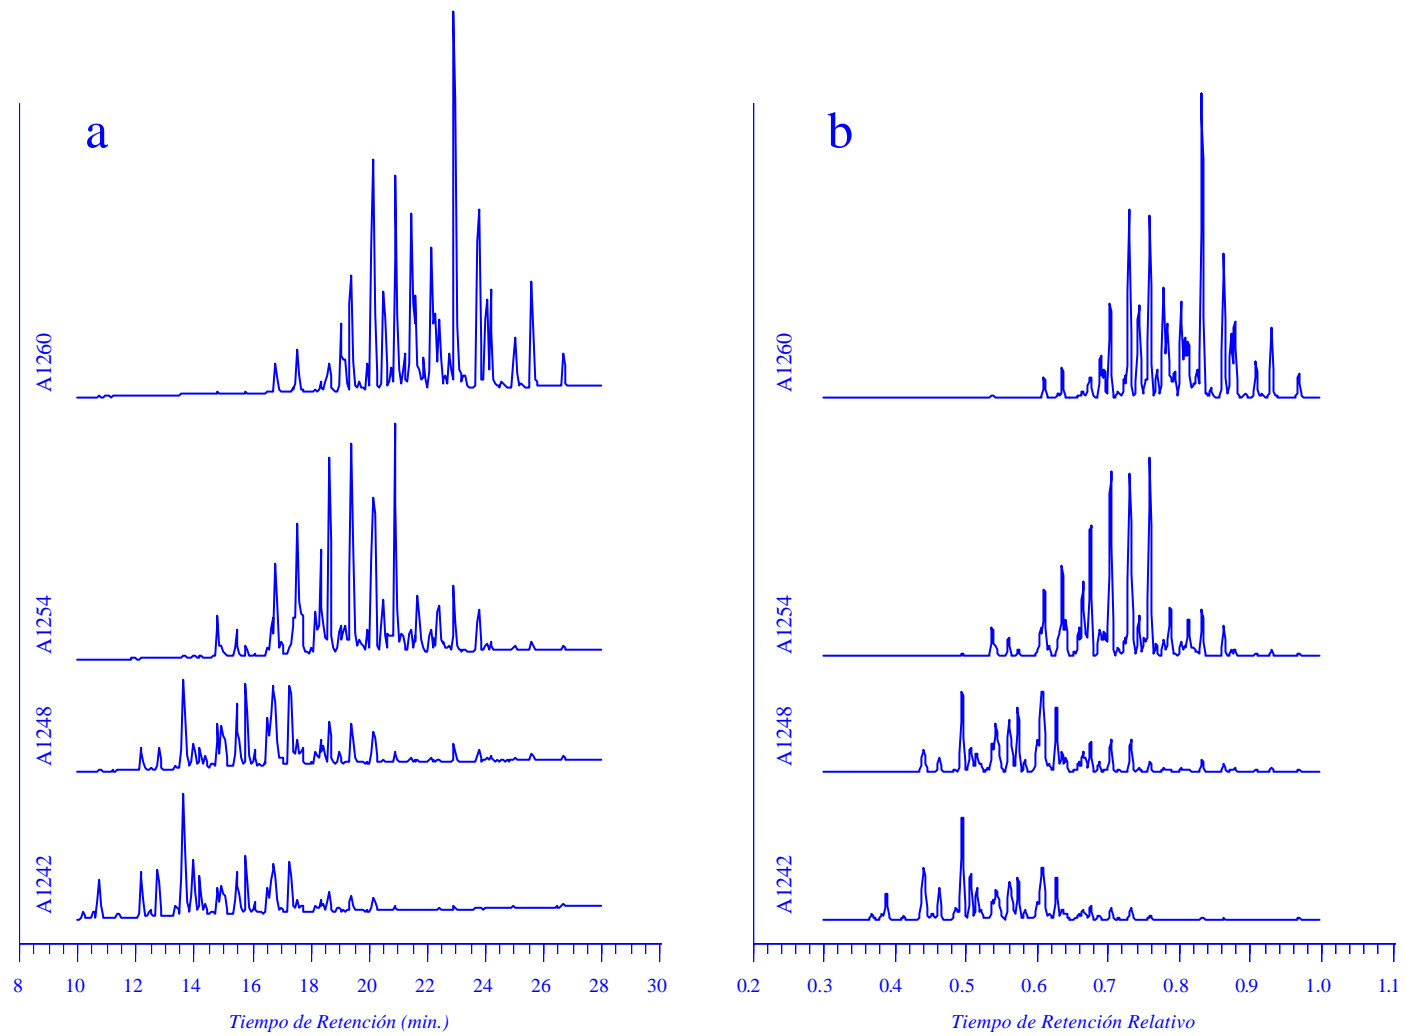 a
b
A1260
A1254
A1248
A1242
A1260
A1254
A1248
A1242
8 10 12 14 16 18 20 22 24 26 28 30
0.2 0.3 0.4 0.5 0.6 0.7 0.8 0.9 1.0 1.1
Tiempo de Retención (min.)
Tiempo de Retención Relativo